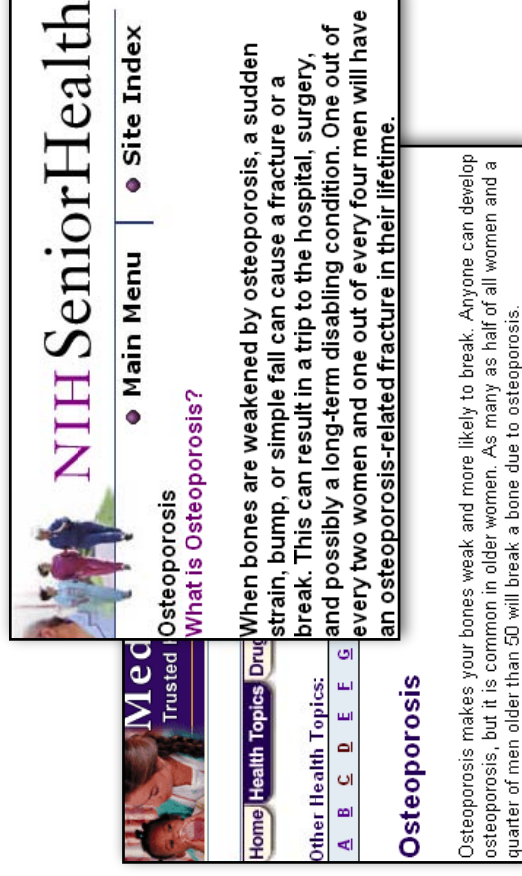 NIH SeniorHealth
Main Menu
Site Index
Osteoporosis
What is Osteoporosis?
When bones are weakened by osteoporosis, a sudden
strain, bump, or simple fall can cause a fracture or a
break. This can result in a trip to the hospital, surgery,
and possibly a long-term disabling condition. One out of
every two women and one out of every four men will have
an osteoporosis-related fracture in their lifetime.
Med
Trusted
Home Health Topics Drug
Other Health Topics:
A B C D E F G
Osteoporosis
Osteoporosis makes your bones weak and more likely to break. Anyone can develop
osteoporosis, but it is common in older women. As many as half of all women and a
quarter of men older than 50 will break a bone due to osteoporosis.